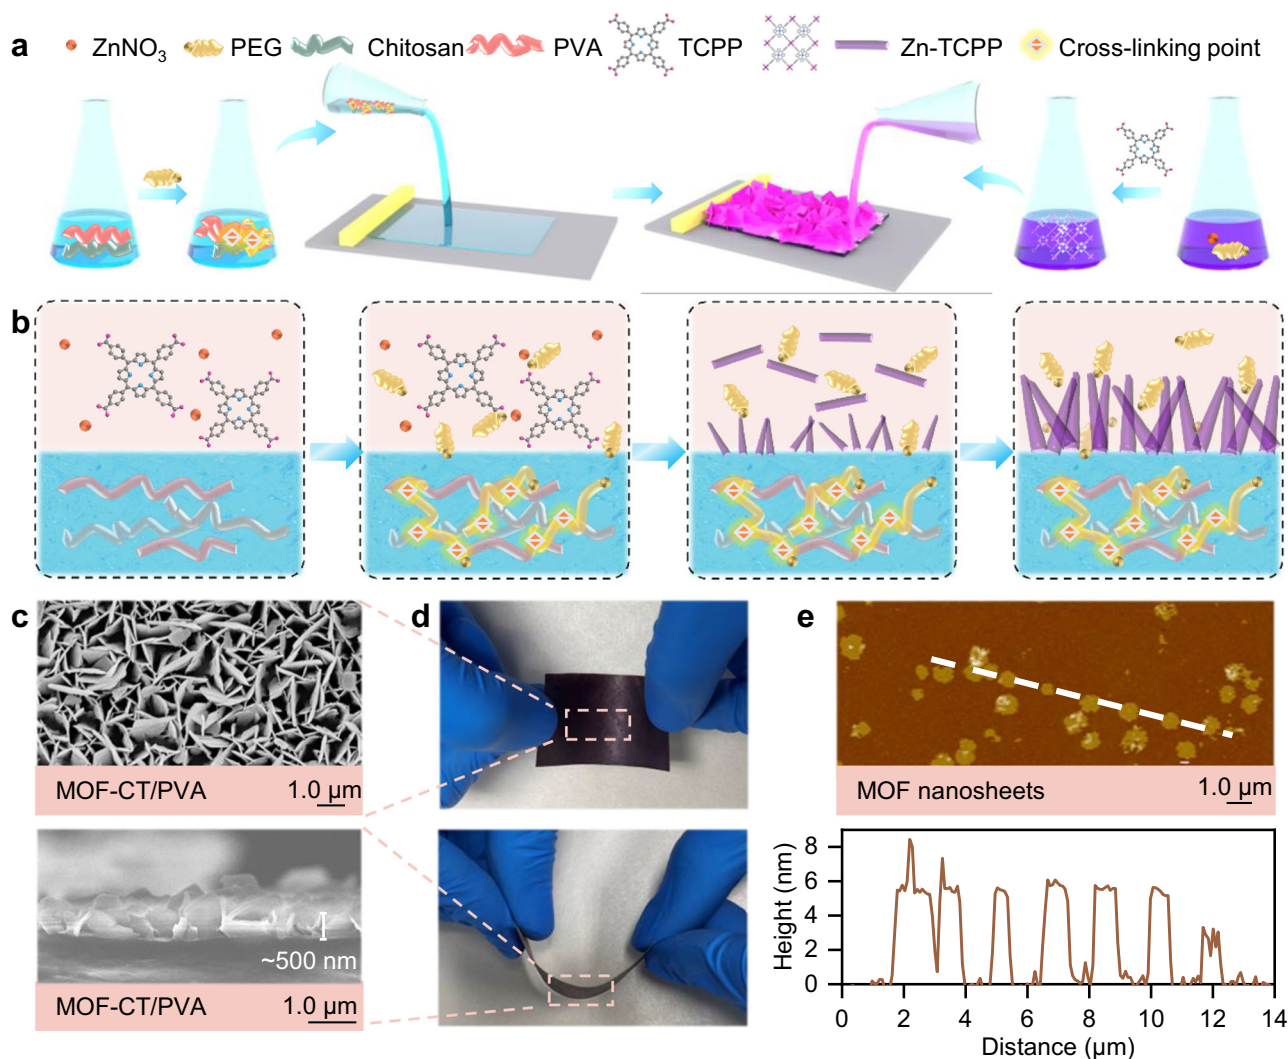 a ZnNO₃ PEG Chitosan PVA TCPP Zn-TCPP Cross-linking point
b
c d e
MOF-CT/PVA 1.0 µm
MOF nanosheets 1.0 µm
~500 nm
MOF-CT/PVA 1.0 µm
Height (nm)
8
6
4
2
0
0 2 4 6 8 10 12 14
Distance (µm)